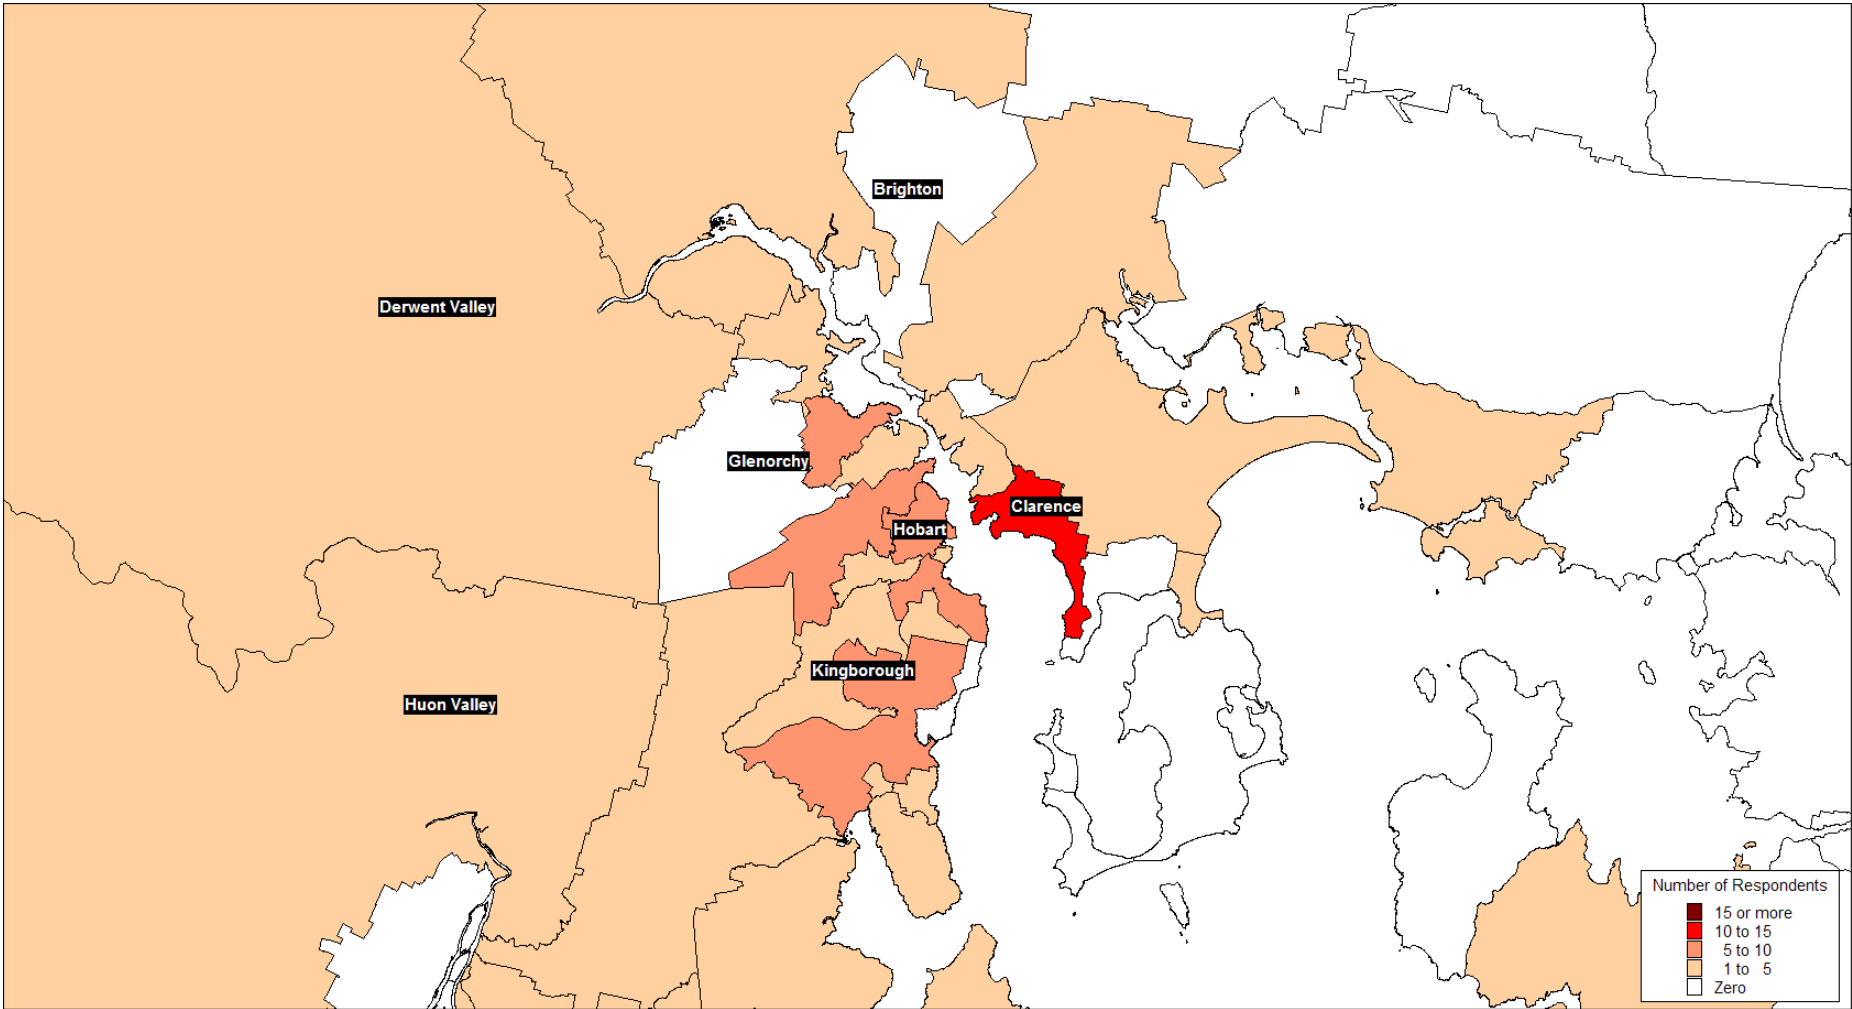 Brighton
Derwent Valley
Glenorchy
Clarence
Hobart
Kingborough
Huon Valley
Number of Respondents
15 or more
10 to 15
5 to 10
1 to 5
Zero